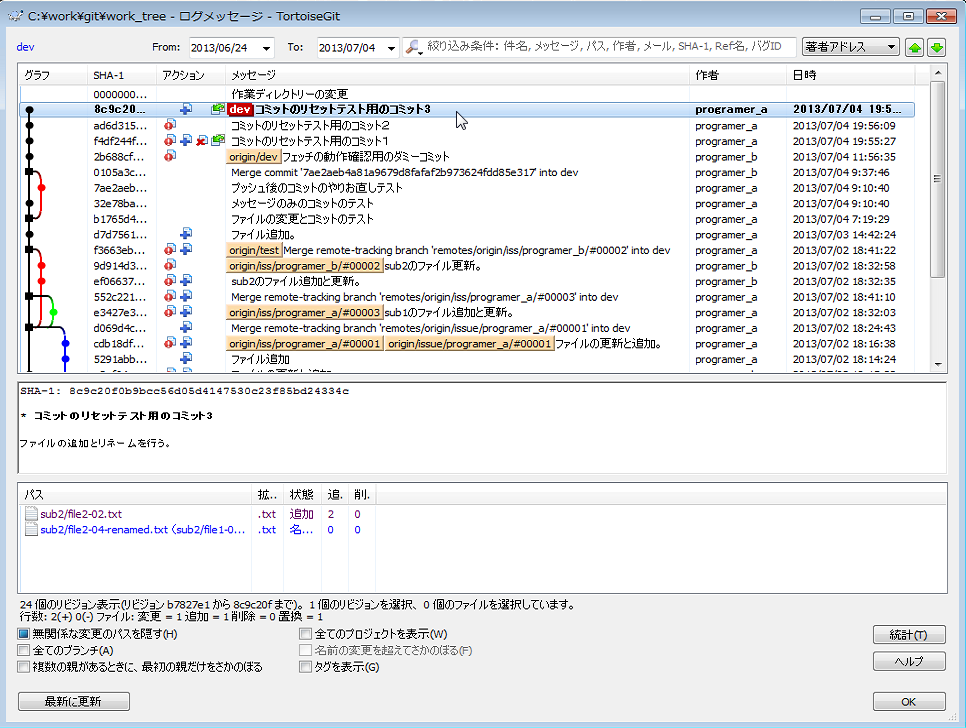 C:¥work¥git¥work_tree - ログメッセージ - TortoiseGit
dev From: 2013/06/24 To: 2013/07/04 絞り込み条件: 件名, メッセージ, パス, 作者, メール, SHA-1, Ref名, バグID 著者アドレス
グラフ SHA-1 アクション メッセージ 作者 日時
0000000... 作業ディレクトリーの変更
8c9c20... dev コミットのリセットテスト用のコミット3 programer_a 2013/07/04 19:5...
ad6d315... コミットのリセットテスト用のコミット2 programer_a 2013/07/04 19:56:09
f4df244f... コミットのリセットテスト用のコミット1 programer_a 2013/07/04 19:55:27
2b688cf... origin/dev フェッチの動作確認用のダミーコミット programer_b 2013/07/04 11:56:35
0105a3c... Merge commit '7ae2aeb4a81a9679d8fafaf2b973624fdd85e317' into dev programer_b 2013/07/04 9:37:46
7ae2aeb... プッシュ後のコミットのやりお直しテスト programer_a 2013/07/04 9:10:40
32e78ba... メッセージのみのコミットのテスト programer_a 2013/07/04 9:10:40
b1765d4... ファイルの変更とコミットのテスト programer_a 2013/07/04 7:19:29
d7d7561... ファイル追加。 programer_a 2013/07/03 14:42:24
f3663eb... origin/test Merge remote-tracking branch 'remotes/origin/iss/programer_b/#00002' into dev programer_a 2013/07/02 18:41:22
9d914d3... origin/iss/programer_b/#00002 sub2のファイル更新。 programer_b 2013/07/02 18:32:58
ef06637... sub2のファイル追加と更新。 programer_b 2013/07/02 18:32:35
552c221... Merge remote-tracking branch 'remotes/origin/iss/programer_a/#00003' into dev programer_a 2013/07/02 18:41:10
e3427e3... origin/iss/programer_a/#00003 sub1のファイル追加と更新。 programer_a 2013/07/02 18:32:03
d069d4c... Merge remote-tracking branch 'remotes/origin/issue/programer_a/#00001' into dev programer_a 2013/07/02 18:24:43
cdb18df... origin/iss/programer_a/#00001 origin/issue/programer_a/#00001 ファイルの更新と追加。 programer_a 2013/07/02 18:16:38
5291abb... ファイル追加 programer_a 2013/07/02 18:14:24
SHA-1: 8c9c20f0b9bcc56d05d4147530c23f85bd24334c
* コミットのリセットテスト用のコミット3
ファイルの追加とリネームを行う。
パス 拡.. 状態 追. 削.
sub2/file2-02.txt .txt 追加 2 0
sub2/file2-04-renamed.txt (sub2/file1-0... .txt 名... 0 0
24 個のリビジョン表示(リビジョン b7827e1 から 8c9c20f まで)。1 個のリビジョンを選択、0 個のファイルを選択しています。
行数: 2(+) 0(-) ファイル: 変更 = 1 追加 = 1 削除 = 0 置換 = 1
無関係な変更のパスを隠す(H) 全てのプロジェクトを表示(W) 統計(T)
全てのブランチ(A) 名前の変更を超えてさかのぼる(F)
複数の親があるときに、最初の親だけをさかのぼる タグを表示(G) ヘルプ
最新に更新 OK